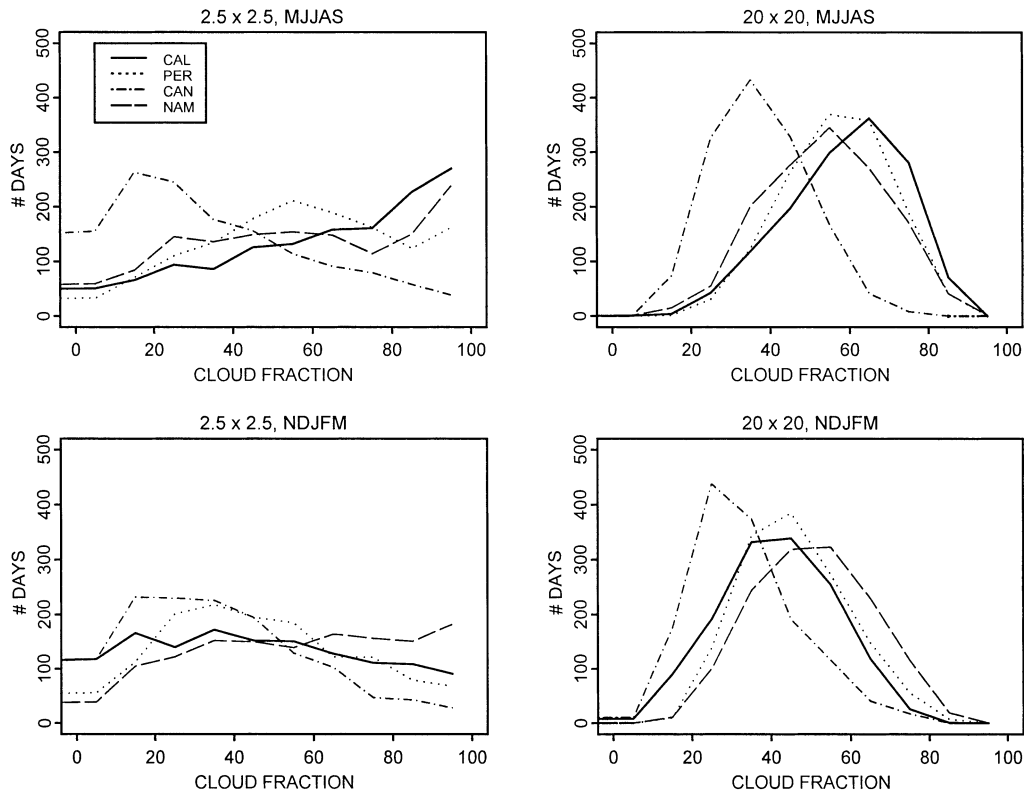 2.5 x 2.5, MJJAS
500
400
300
200
100
0
# DAYS
CAL
PER
CAN
NAM
0 20 40 60 80 100
CLOUD FRACTION
20 x 20, MJJAS
500
400
300
200
100
0
# DAYS
0 20 40 60 80 100
CLOUD FRACTION
2.5 x 2.5, NDJFM
500
400
300
200
100
0
# DAYS
0 20 40 60 80 100
CLOUD FRACTION
20 x 20, NDJFM
500
400
300
200
100
0
# DAYS
0 20 40 60 80 100
CLOUD FRACTION